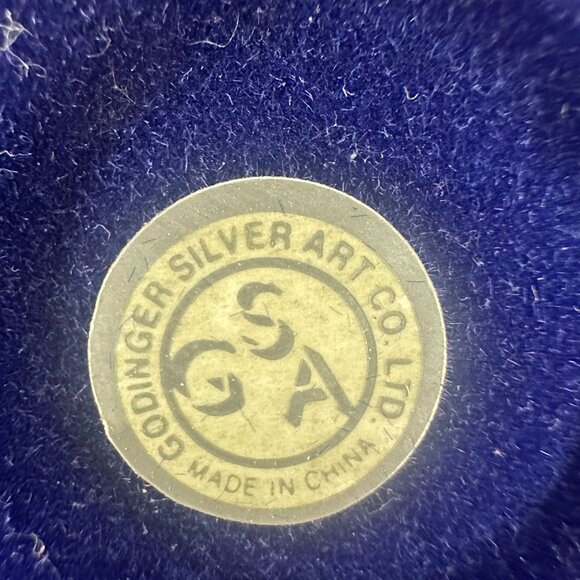 GODINGER SILVER ART CO. LTD.
GSA
MADE IN CHINA